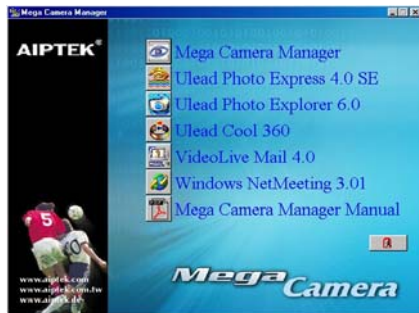 Mega Camera Manager
AIPTEK®
Mega Camera Manager
Ulead Photo Express 4.0 SE
Ulead Photo Explorer 6.0
Ulead Cool 360
VideoLive Mail 4.0
Windows NetMeeting 3.01
Mega Camera Manager Manual
5
www.aiptek.com
www.aiptek.com.tw
www.aiptek.de
Mega Camera